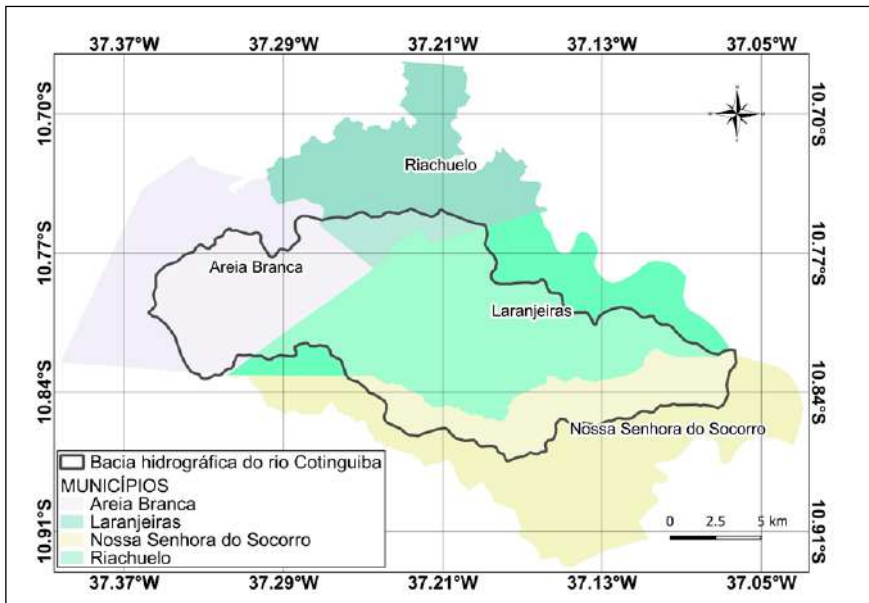 37.37°W 37.29°W 37.21°W 37.13°W 37.05°W
10.70°S 10.70°S
Riachuelo
10.77°S 10.77°S
Areia Branca
Laranjeiras
10.84°S 10.84°S
Nossa Senhora do Socorro
Bacia hidrográfica do rio Cotinguiba
MUNICÍPIOS
Areia Branca
Laranjeiras
Nossa Senhora do Socorro
Riachuelo
0 2.5 5 km
10.91°S 10.91°S
37.37°W 37.29°W 37.21°W 37.13°W 37.05°W